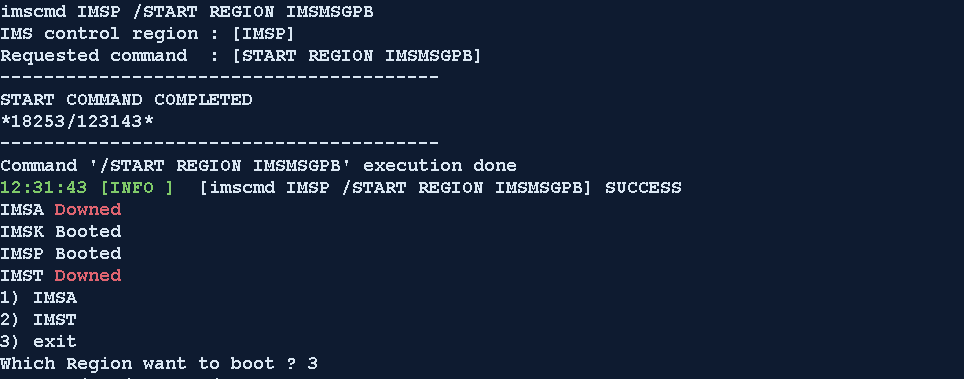 imscmd IMSP /START REGION IMSMSGPB
IMS control region : [IMSP]
Requested command  : [START REGION IMSMSGPB]
----------------------------------------
START COMMAND COMPLETED
*18253/123143*
----------------------------------------
Command '/START REGION IMSMSGPB' execution done
12:31:43 [INFO ]  [imscmd IMSP /START REGION IMSMSGPB] SUCCESS
IMSA Downed
IMSK Booted
IMSP Booted
IMST Downed
1) IMSA
2) IMST
3) exit
Which Region want to boot ? 3